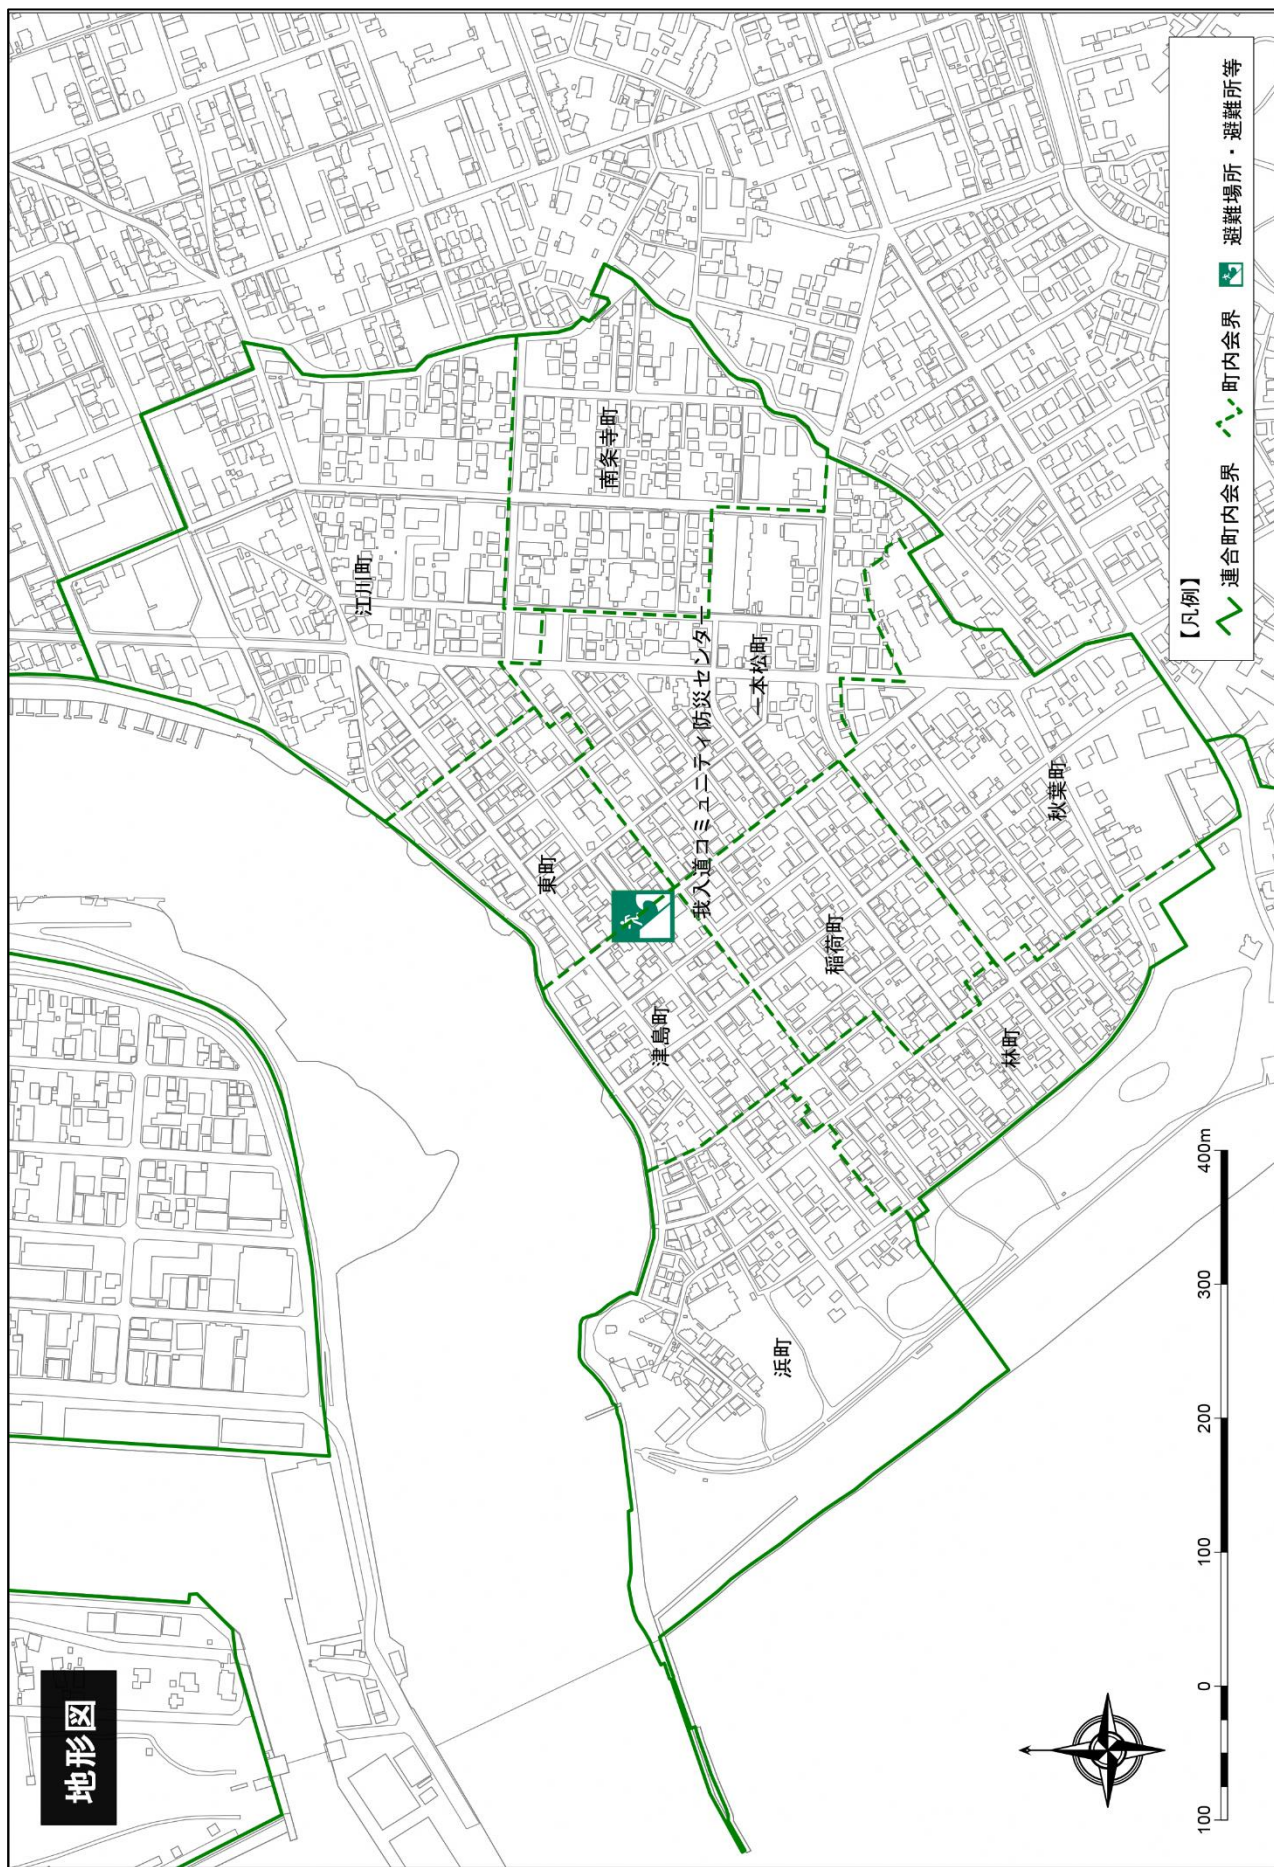 地形図
江川町
南条寺町
東町
一本松町
我入道コミュニティ防災センター
津島町
稲荷町
秋葉町
浜町
林町
【凡例】
連合町内会界 町内会界 避難場所・避難所等
100 0 100 200 300 400m